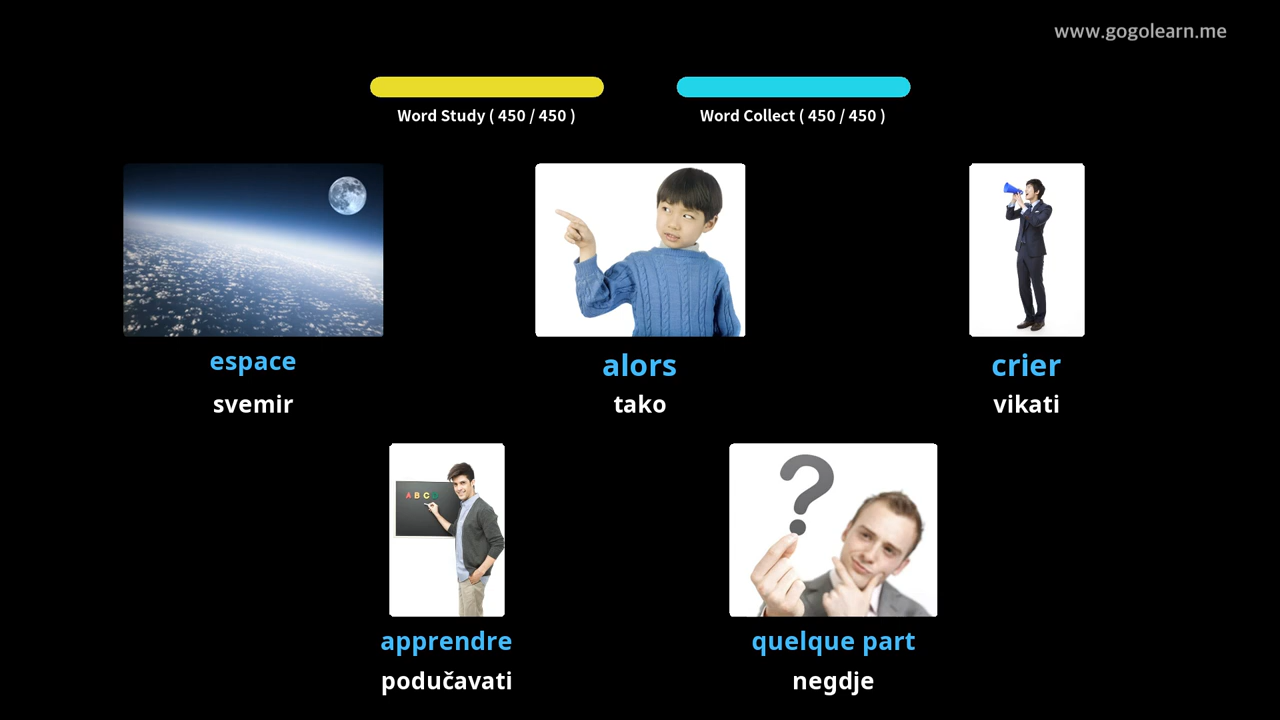 www.gogolearn.me
Word Study ( 450 / 450 )
Word Collect ( 450 / 450 )
espace
svemir
alors
tako
crier
vikati
A B C
apprendre
podučavati
?
quelque part
negdje